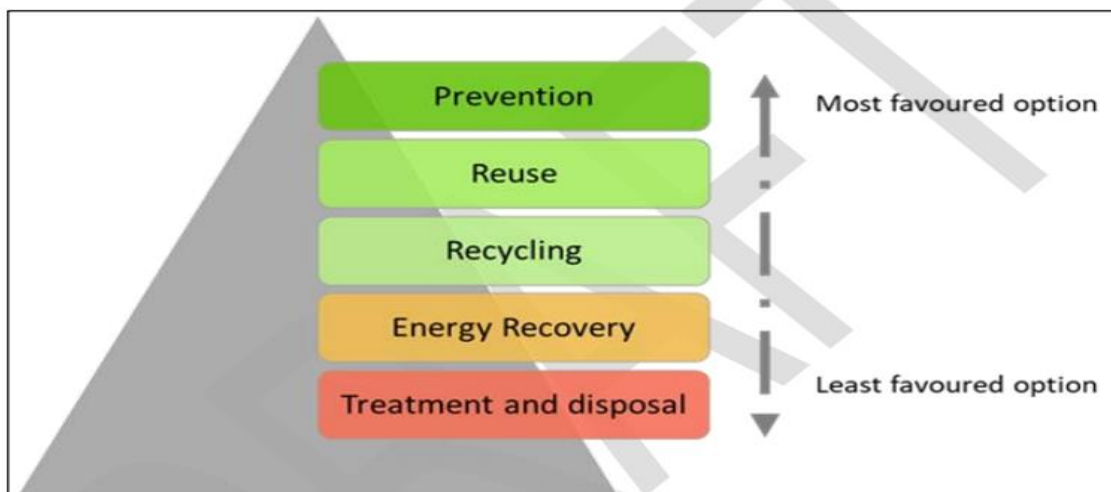 Prevention
Most favoured option
Reuse
Recycling
Energy Recovery
Least favoured option
Treatment and disposal